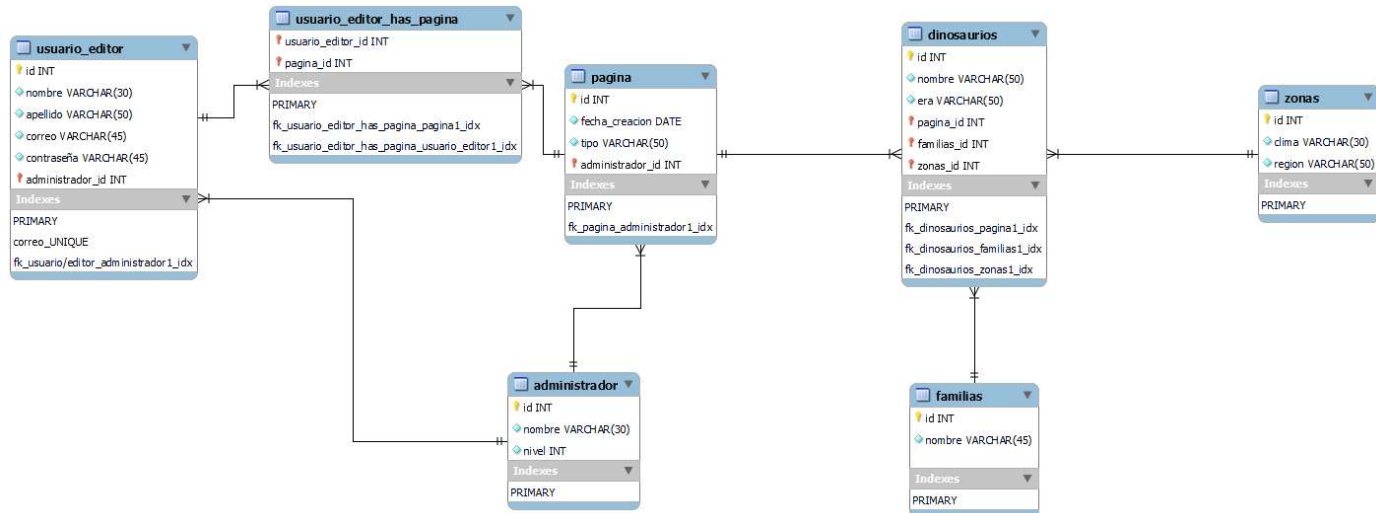 usuario_editor
id INT
nombre VARCHAR(30)
apellido VARCHAR(50)
correo VARCHAR(45)
contraseña VARCHAR(45)
administrador_id INT
Indexes
PRIMARY
correo_UNIQUE
fk_usuario/editor_administrador1_idx
usuario_editor_has_pagina
usuario_editor_id INT
pagina_id INT
Indexes
PRIMARY
fk_usuario_editor_has_pagina_pagina1_idx
fk_usuario_editor_has_pagina_usuario_editor1_idx
pagina
id INT
fecha_creacion DATE
tipo VARCHAR(50)
administrador_id INT
Indexes
PRIMARY
fk_pagina_administrador1_idx
administrador
id INT
nombre VARCHAR(30)
nivel INT
Indexes
PRIMARY
dinosaurios
id INT
nombre VARCHAR(50)
era VARCHAR(50)
pagina_id INT
familias_id INT
zonas_id INT
Indexes
PRIMARY
fk_dinosaurios_pagina1_idx
fk_dinosaurios_familias1_idx
fk_dinosaurios_zonas1_idx
familias
id INT
nombre VARCHAR(45)
Indexes
PRIMARY
zonas
id INT
clima VARCHAR(30)
region VARCHAR(50)
Indexes
PRIMARY